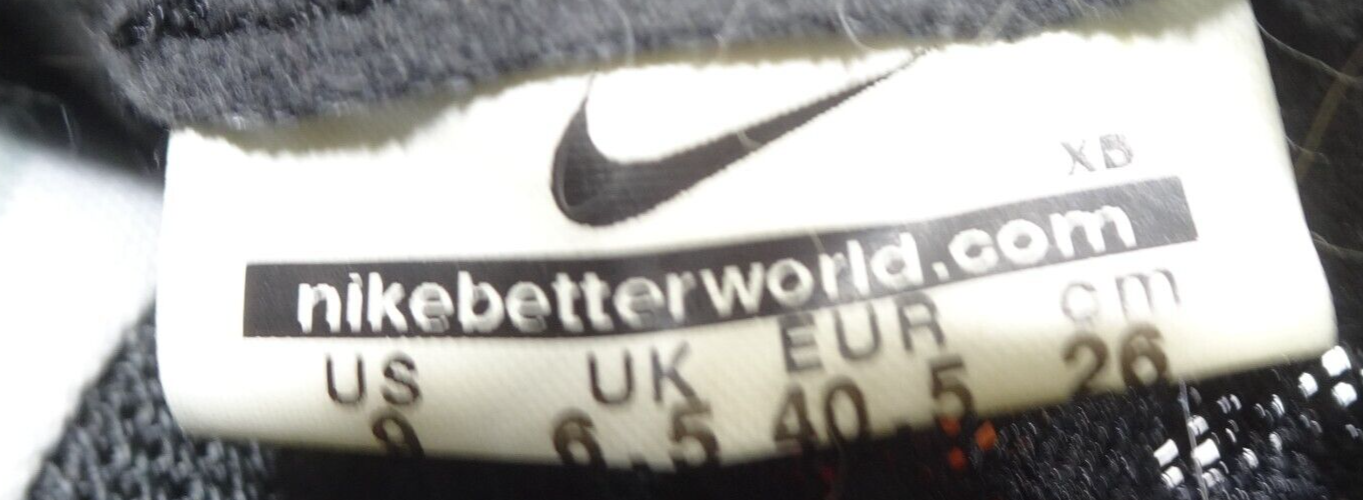 XB
nikebetterworld.com
US UK EUR cm
9 6.5 40.5 26